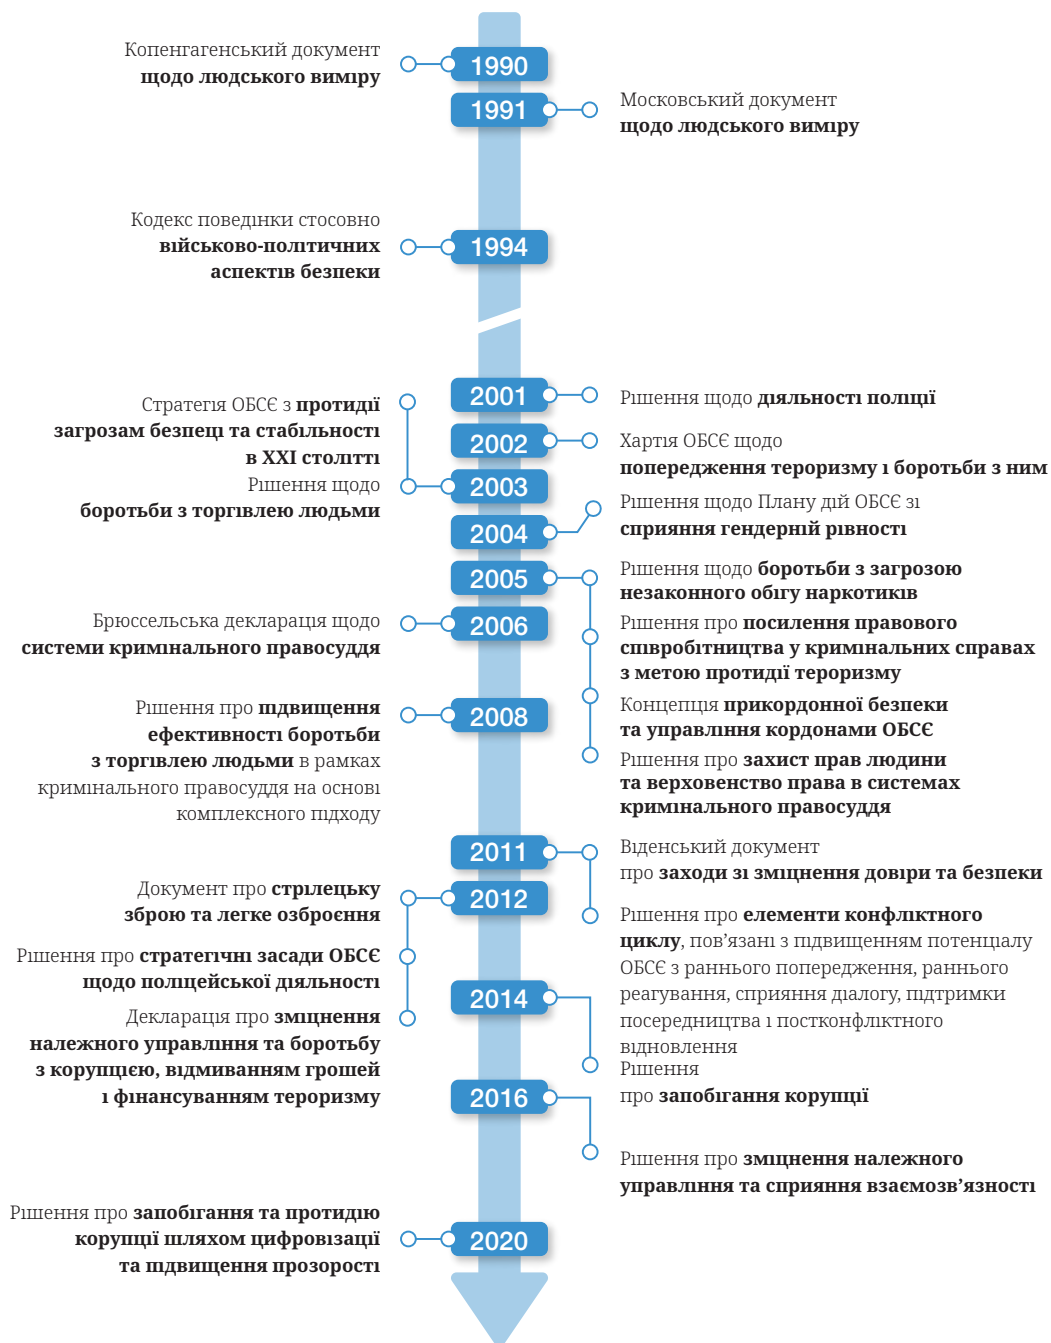 Копенгагенський документ
щодо людського виміру
1990
1991
Московський документ
щодо людського виміру
Кодекс поведінки стосовно
військово-політичних
аспектів безпеки
1994
2001
Рішення щодо діяльності поліції
Стратегія ОБСЄ з протидії
загрозам безпеці та стабільності
в XXI столітті
2002
Хартія ОБСЄ щодо
попередження тероризму і боротьби з ним
Рішення щодо
боротьби з торгівлею людьми
2003
2004
Рішення щодо Плану дій ОБСЄ зі
сприяння гендерній рівності
2005
Рішення щодо боротьби з загрозою
незаконного обігу наркотиків
Рішення про посилення правового
співробітництва у кримінальних справах
з метою протидії тероризму
Концепція прикордонної безпеки
та управління кордонами ОБСЄ
Рішення про захист прав людини
та верховенство права в системах
кримінального правосуддя
Брюссельська декларація щодо
системи кримінального правосуддя
2006
Рішення про підвищення
ефективності боротьби
з торгівлею людьми в рамках
кримінального правосуддя на основі
комплексного підходу
2008
2011
Віденський документ
про заходи зі зміцнення довіри та безпеки
Рішення про елементи конфліктного
циклу, пов’язані з підвищенням потенціалу
ОБСЄ з раннього попередження, раннього
реагування, сприяння діалогу, підтримки
посередництва і постконфліктного
відновлення
Документ про стрілецьку
зброю та легке озброєння
2012
Рішення про стратегічні засади ОБСЄ
щодо поліцейської діяльності
Декларація про зміцнення
належного управління та боротьбу
з корупцією, відмиванням грошей
і фінансуванням тероризму
2014
Рішення
про запобігання корупції
2016
Рішення про зміцнення належного
управління та сприяння взаємозв’язності
Рішення про запобігання та протидію
корупції шляхом цифровізації
та підвищення прозорості
2020